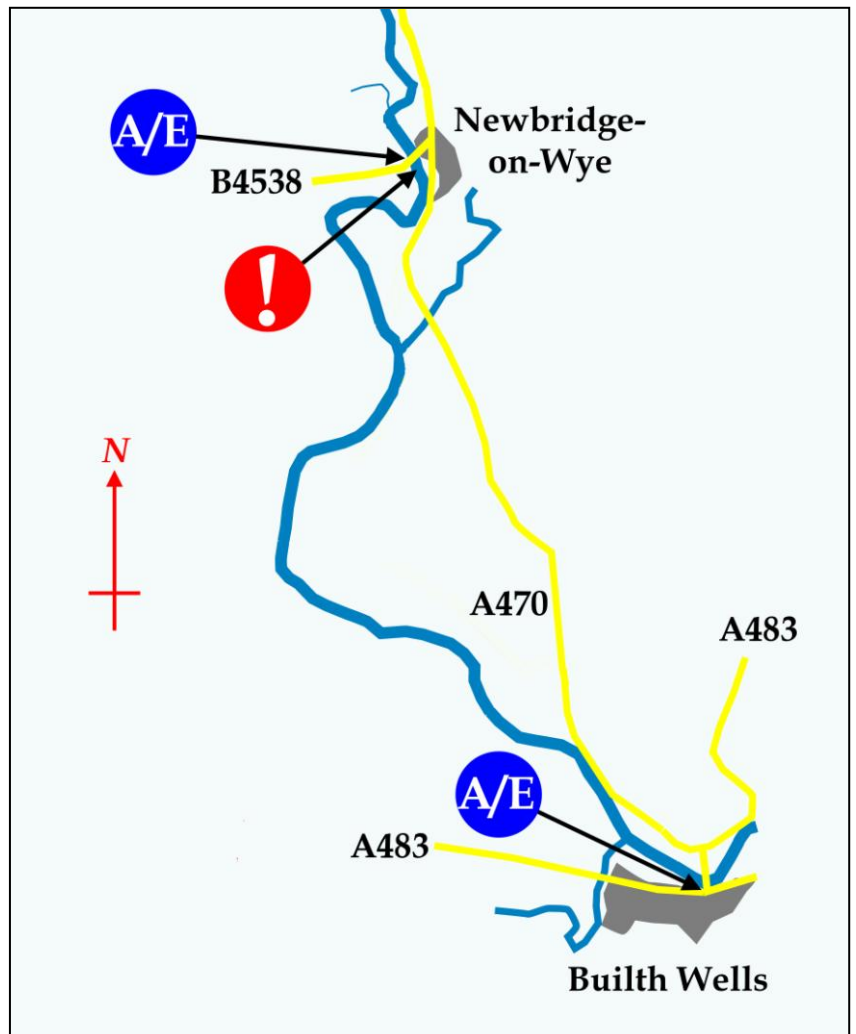 A/E
Newbridge-
on-Wye
B4538
!
N
A470
A483
A/E
A483
Builth Wells